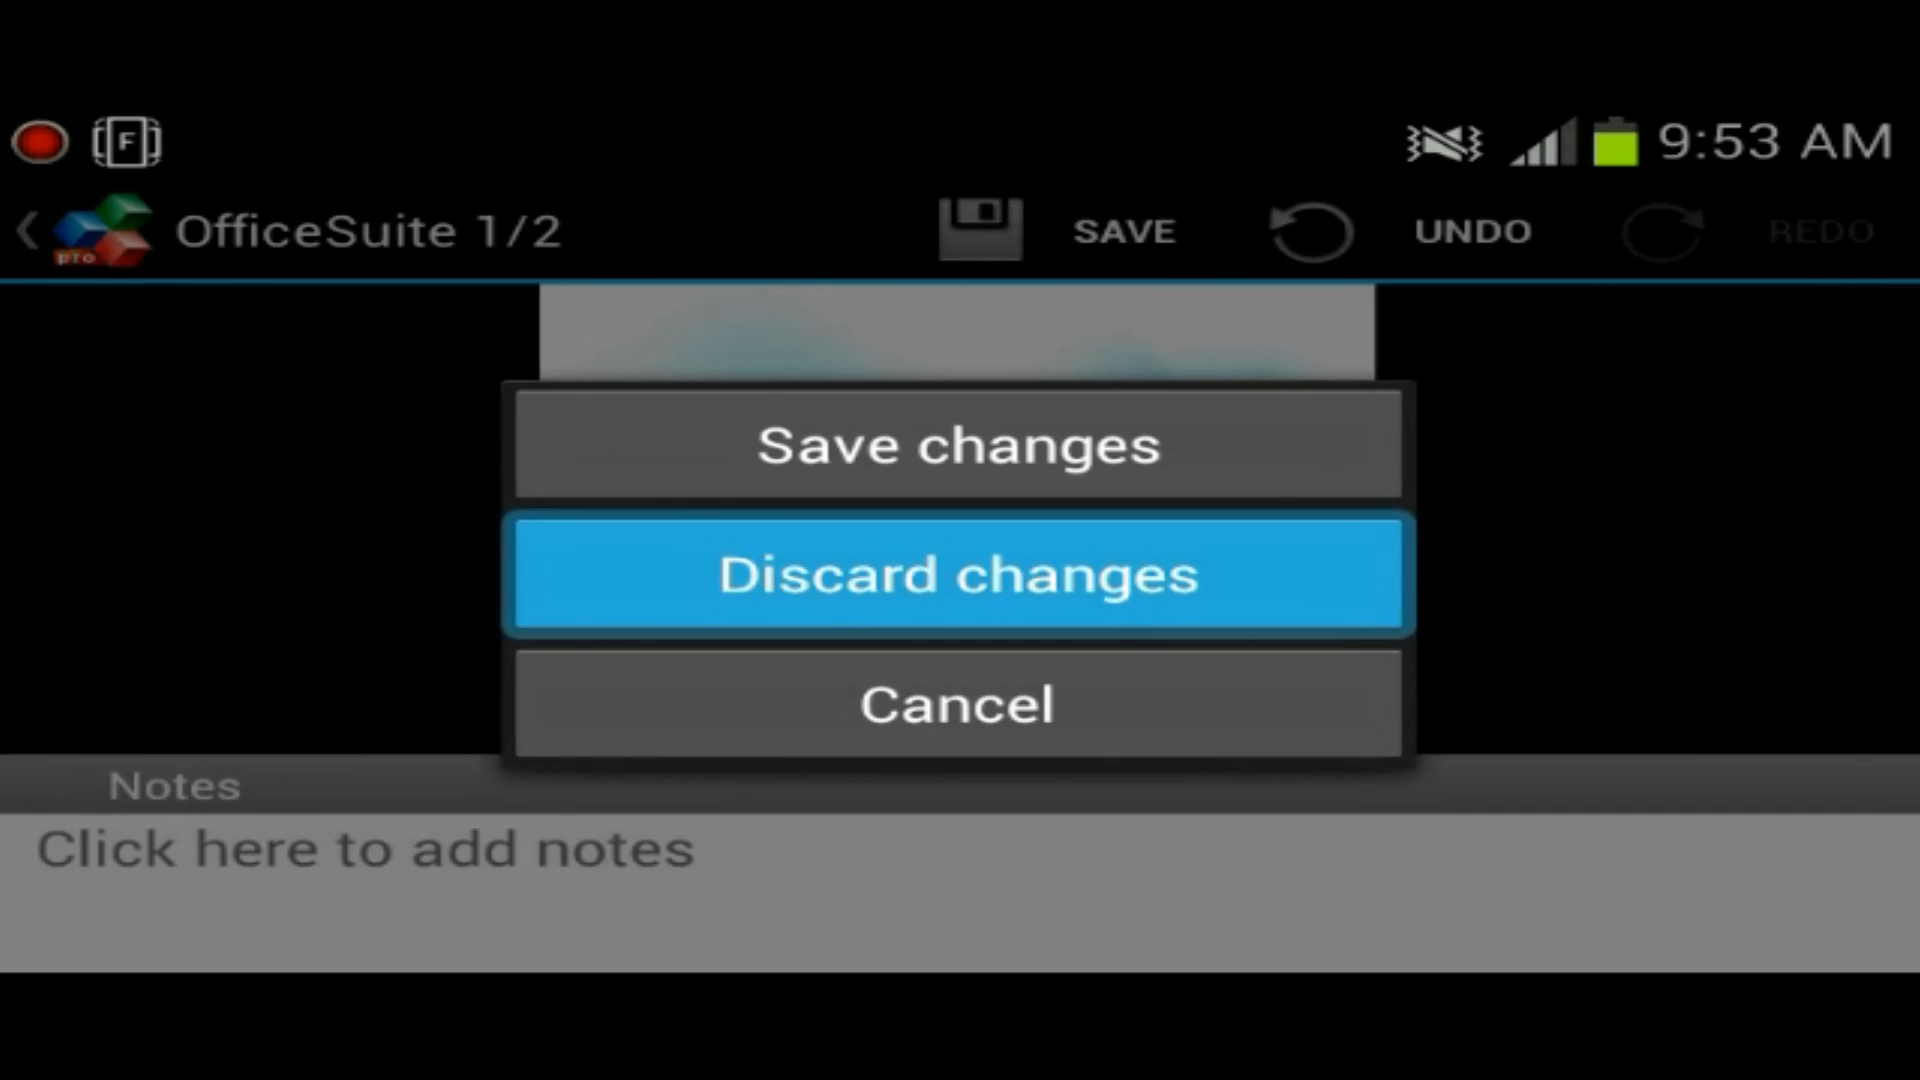 F
9:53 AM
pro
OfficeSuite 1/2
SAVE
UNDO
REDO
Save changes
Discard changes
Cancel
Notes
Click here to add notes